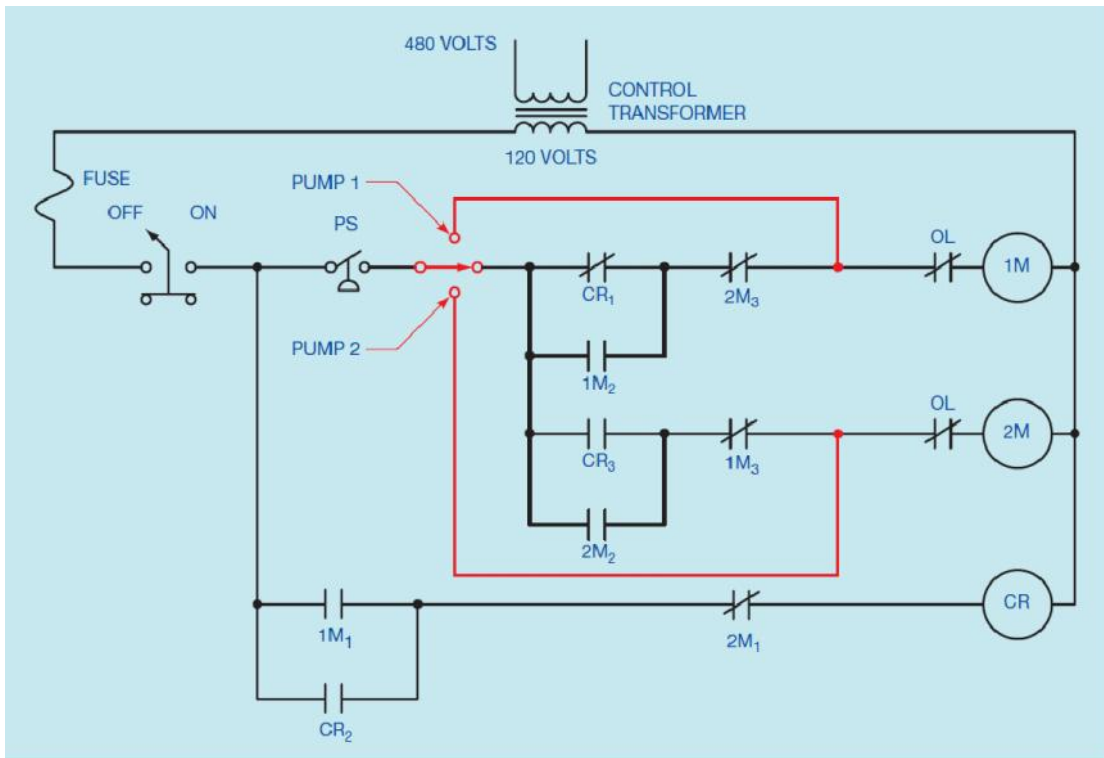 480 VOLTS
CONTROL
TRANSFORMER
120 VOLTS
FUSE
OFF
ON
PUMP 1
PS
OL
1M
CR₁
2M₃
PUMP 2
1M₂
OL
2M
CR₃
1M₃
2M₂
CR
1M₁
2M₁
CR₂